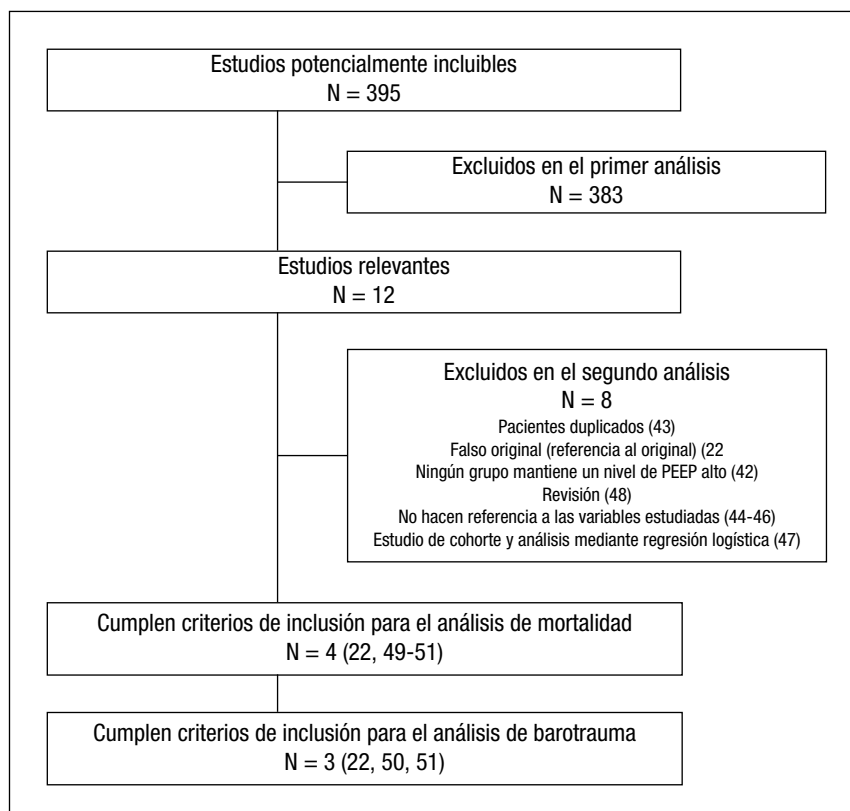 Estudios potencialmente incluibles
N = 395
Excluidos en el primer análisis
N = 383
Estudios relevantes
N = 12
Excluidos en el segundo análisis
N = 8
Pacientes duplicados (43)
Falso original (referencia al original) (22
Ningún grupo mantiene un nivel de PEEP alto (42)
Revisión (48)
No hacen referencia a las variables estudiadas (44-46)
Estudio de cohorte y análisis mediante regresión logística (47)
Cumplen criterios de inclusión para el análisis de mortalidad
N = 4 (22, 49-51)
Cumplen criterios de inclusión para el análisis de barotrauma
N = 3 (22, 50, 51)